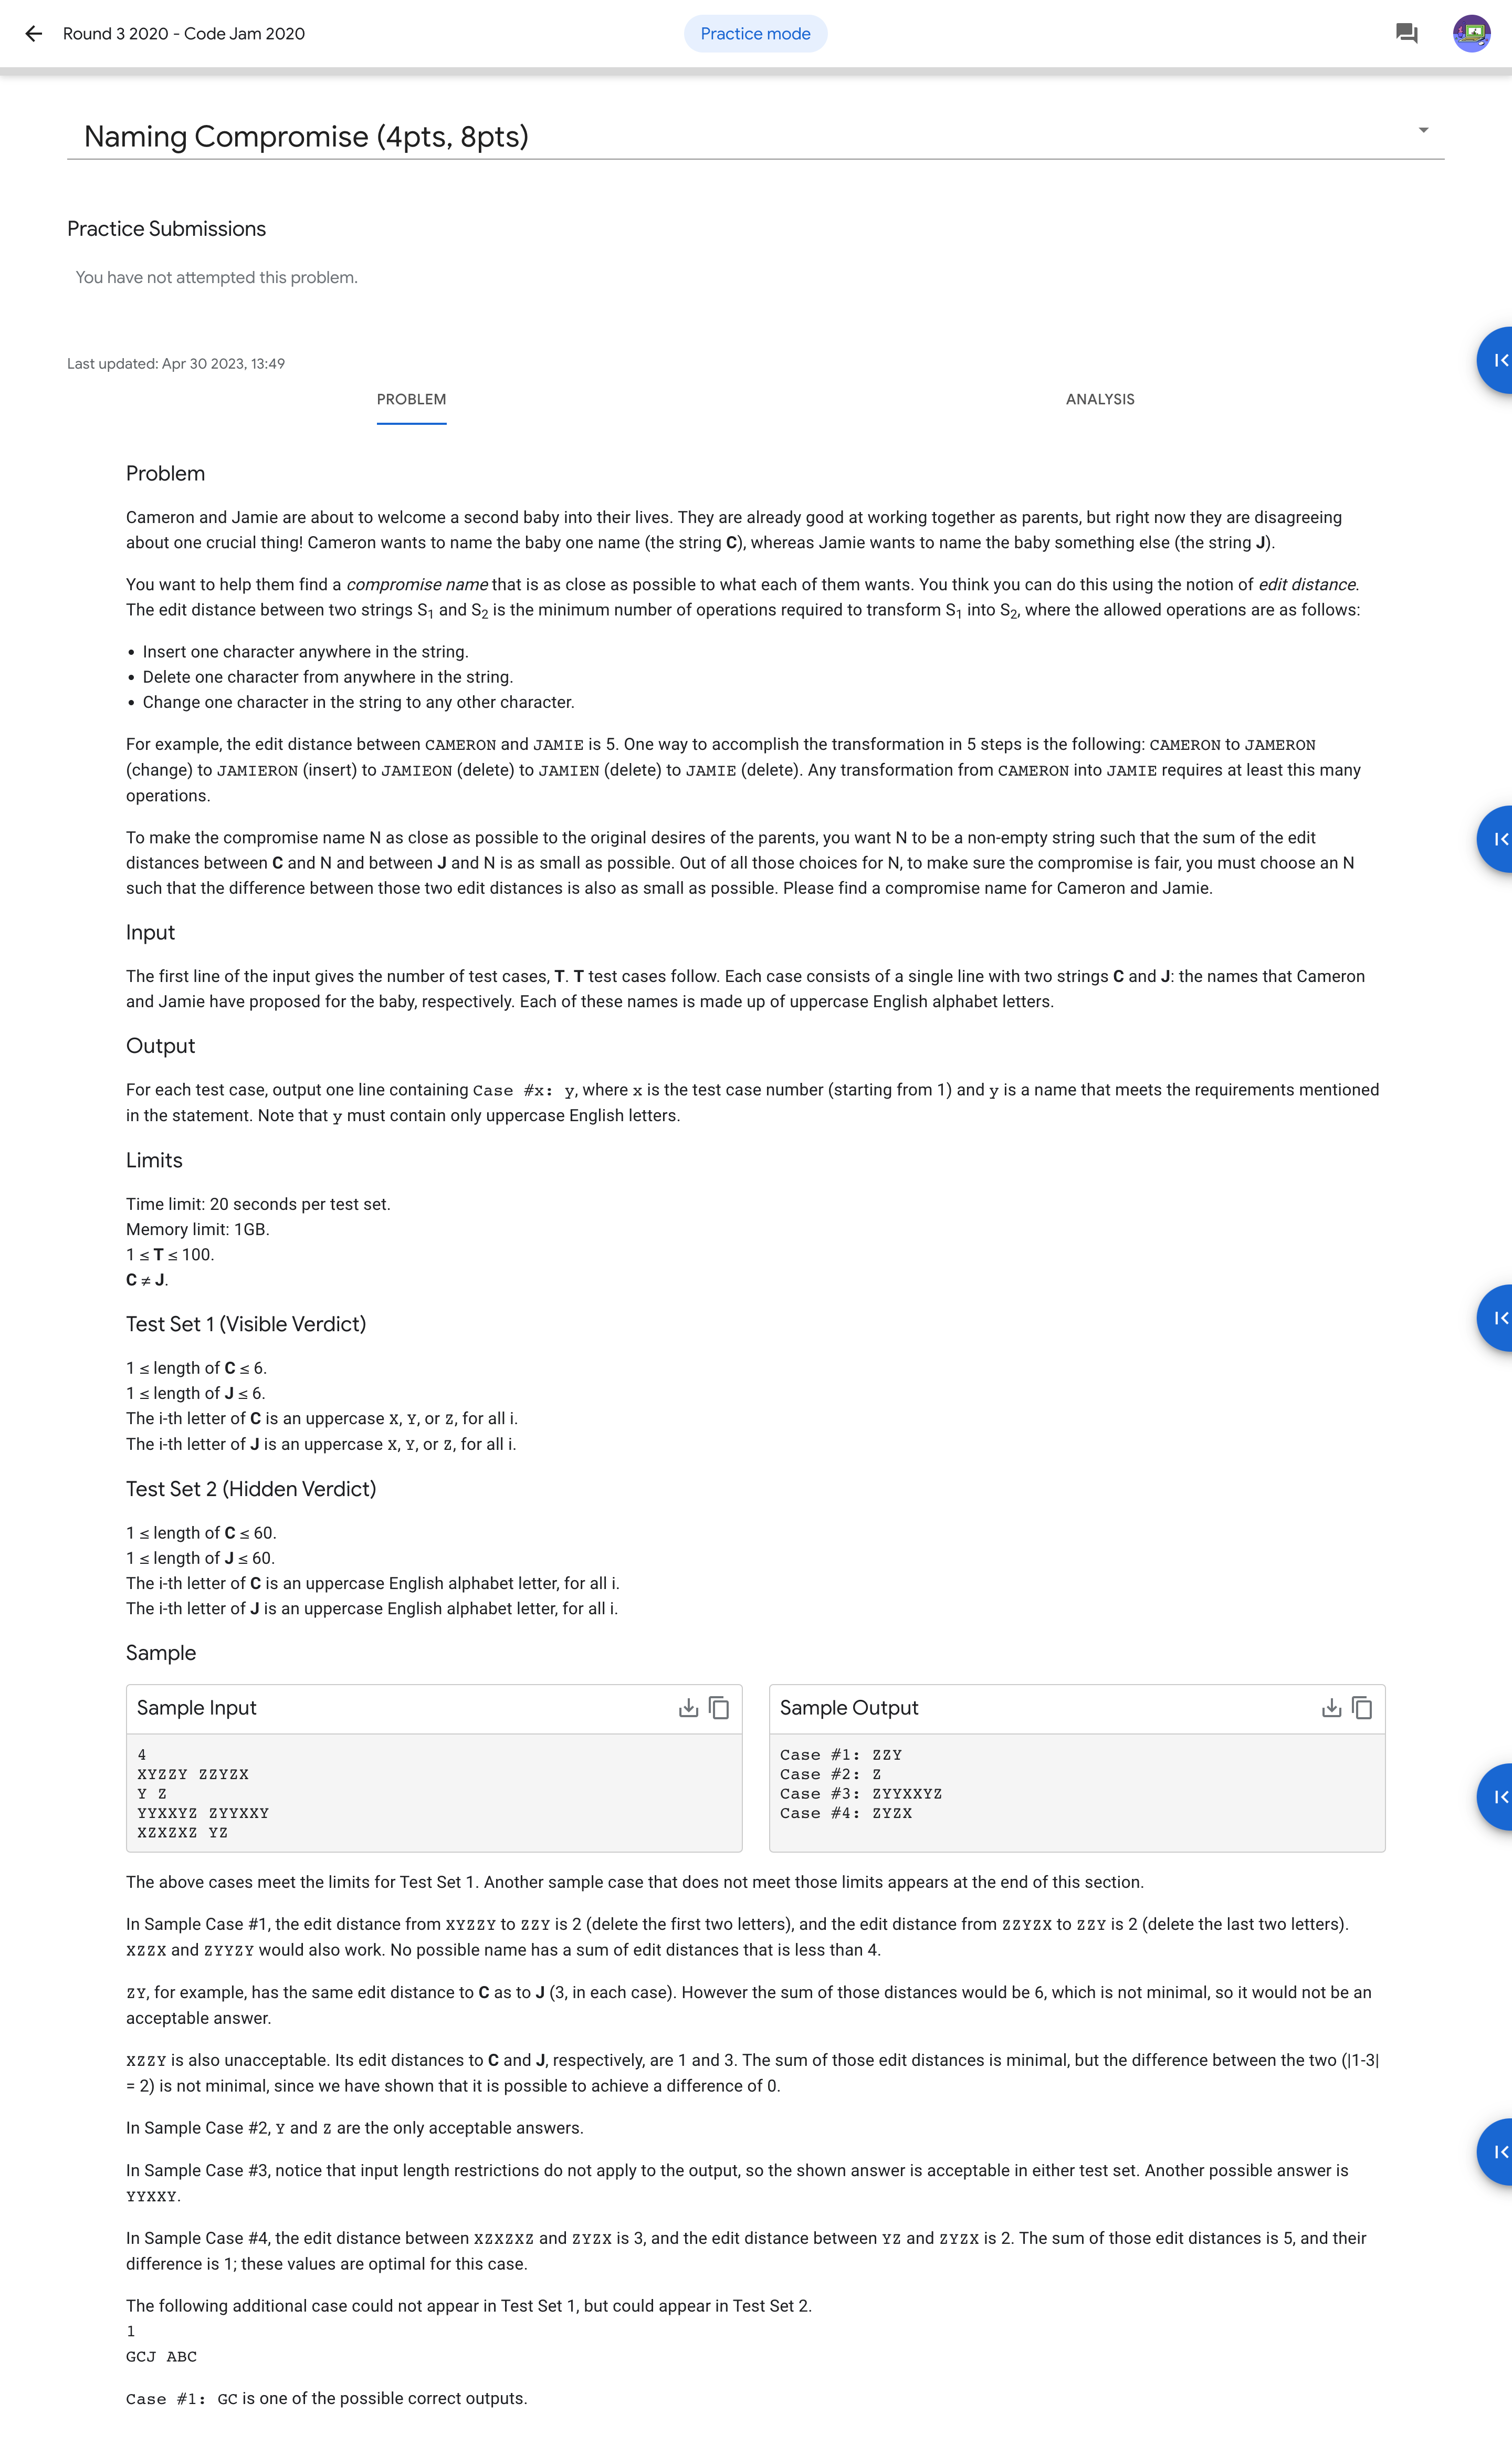 Round 3 2020 - Code Jam 2020
Practice mode
Naming Compromise (4pts, 8pts)
Practice Submissions
You have not attempted this problem.
Last updated: Apr 30 2023, 13:49
PROBLEM
ANALYSIS
Problem
Cameron and Jamie are about to welcome a second baby into their lives. They are already good at working together as parents, but right now they are disagreeing
about one crucial thing! Cameron wants to name the baby one name (the string C), whereas Jamie wants to name the baby something else (the string J).
You want to help them find a compromise name that is as close as possible to what each of them wants. You think you can do this using the notion of edit distance.
The edit distance between two strings S1 and S2 is the minimum number of operations required to transform S1 into S2, where the allowed operations are as follows:
• Insert one character anywhere in the string.
• Delete one character from anywhere in the string.
• Change one character in the string to any other character.
For example, the edit distance between CAMERON and JAMIE is 5. One way to accomplish the transformation in 5 steps is the following: CAMERON to JAMERON
(change) to JAMIERON (insert) to JAMIEON (delete) to JAMIEN (delete) to JAMIE (delete). Any transformation from CAMERON into JAMIE requires at least this many
operations.
To make the compromise name N as close as possible to the original desires of the parents, you want N to be a non-empty string such that the sum of the edit
distances between C and N and between J and N is as small as possible. Out of all those choices for N, to make sure the compromise is fair, you must choose an N
such that the difference between those two edit distances is also as small as possible. Please find a compromise name for Cameron and Jamie.
Input
The first line of the input gives the number of test cases, T. T test cases follow. Each case consists of a single line with two strings C and J: the names that Cameron
and Jamie have proposed for the baby, respectively. Each of these names is made up of uppercase English alphabet letters.
Output
For each test case, output one line containing Case #x: y, where x is the test case number (starting from 1) and y is a name that meets the requirements mentioned
in the statement. Note that y must contain only uppercase English letters.
Limits
Time limit: 20 seconds per test set.
Memory limit: 1GB.
1 ≤ T ≤ 100.
C ≠ J.
Test Set 1 (Visible Verdict)
1 ≤ length of C ≤ 6.
1 ≤ length of J ≤ 6.
The i-th letter of C is an uppercase X, Y, or Z, for all i.
The i-th letter of J is an uppercase X, Y, or Z, for all i.
Test Set 2 (Hidden Verdict)
1 ≤ length of C ≤ 60.
1 ≤ length of J ≤ 60.
The i-th letter of C is an uppercase English alphabet letter, for all i.
The i-th letter of J is an uppercase English alphabet letter, for all i.
Sample
Sample Input
4
XYZZY ZZYZX
Y Z
YYXXYZ ZYYXXY
XZXZXZ YZ
Sample Output
Case #1: ZZY
Case #2: Z
Case #3: ZYYXXYZ
Case #4: ZYZX
The above cases meet the limits for Test Set 1. Another sample case that does not meet those limits appears at the end of this section.
In Sample Case #1, the edit distance from XYZZY to ZZY is 2 (delete the first two letters), and the edit distance from ZZYZX to ZZY is 2 (delete the last two letters).
XZZX and ZYYZY would also work. No possible name has a sum of edit distances that is less than 4.
ZY, for example, has the same edit distance to C as to J (3, in each case). However the sum of those distances would be 6, which is not minimal, so it would not be an
acceptable answer.
XZZY is also unacceptable. Its edit distances to C and J, respectively, are 1 and 3. The sum of those edit distances is minimal, but the difference between the two (|1-3|
= 2) is not minimal, since we have shown that it is possible to achieve a difference of 0.
In Sample Case #2, Y and Z are the only acceptable answers.
In Sample Case #3, notice that input length restrictions do not apply to the output, so the shown answer is acceptable in either test set. Another possible answer is
YYXXY.
In Sample Case #4, the edit distance between XZXZXZ and ZYZX is 3, and the edit distance between YZ and ZYZX is 2. The sum of those edit distances is 5, and their
difference is 1; these values are optimal for this case.
The following additional case could not appear in Test Set 1, but could appear in Test Set 2.
1
GCJ ABC
Case #1: GC is one of the possible correct outputs.